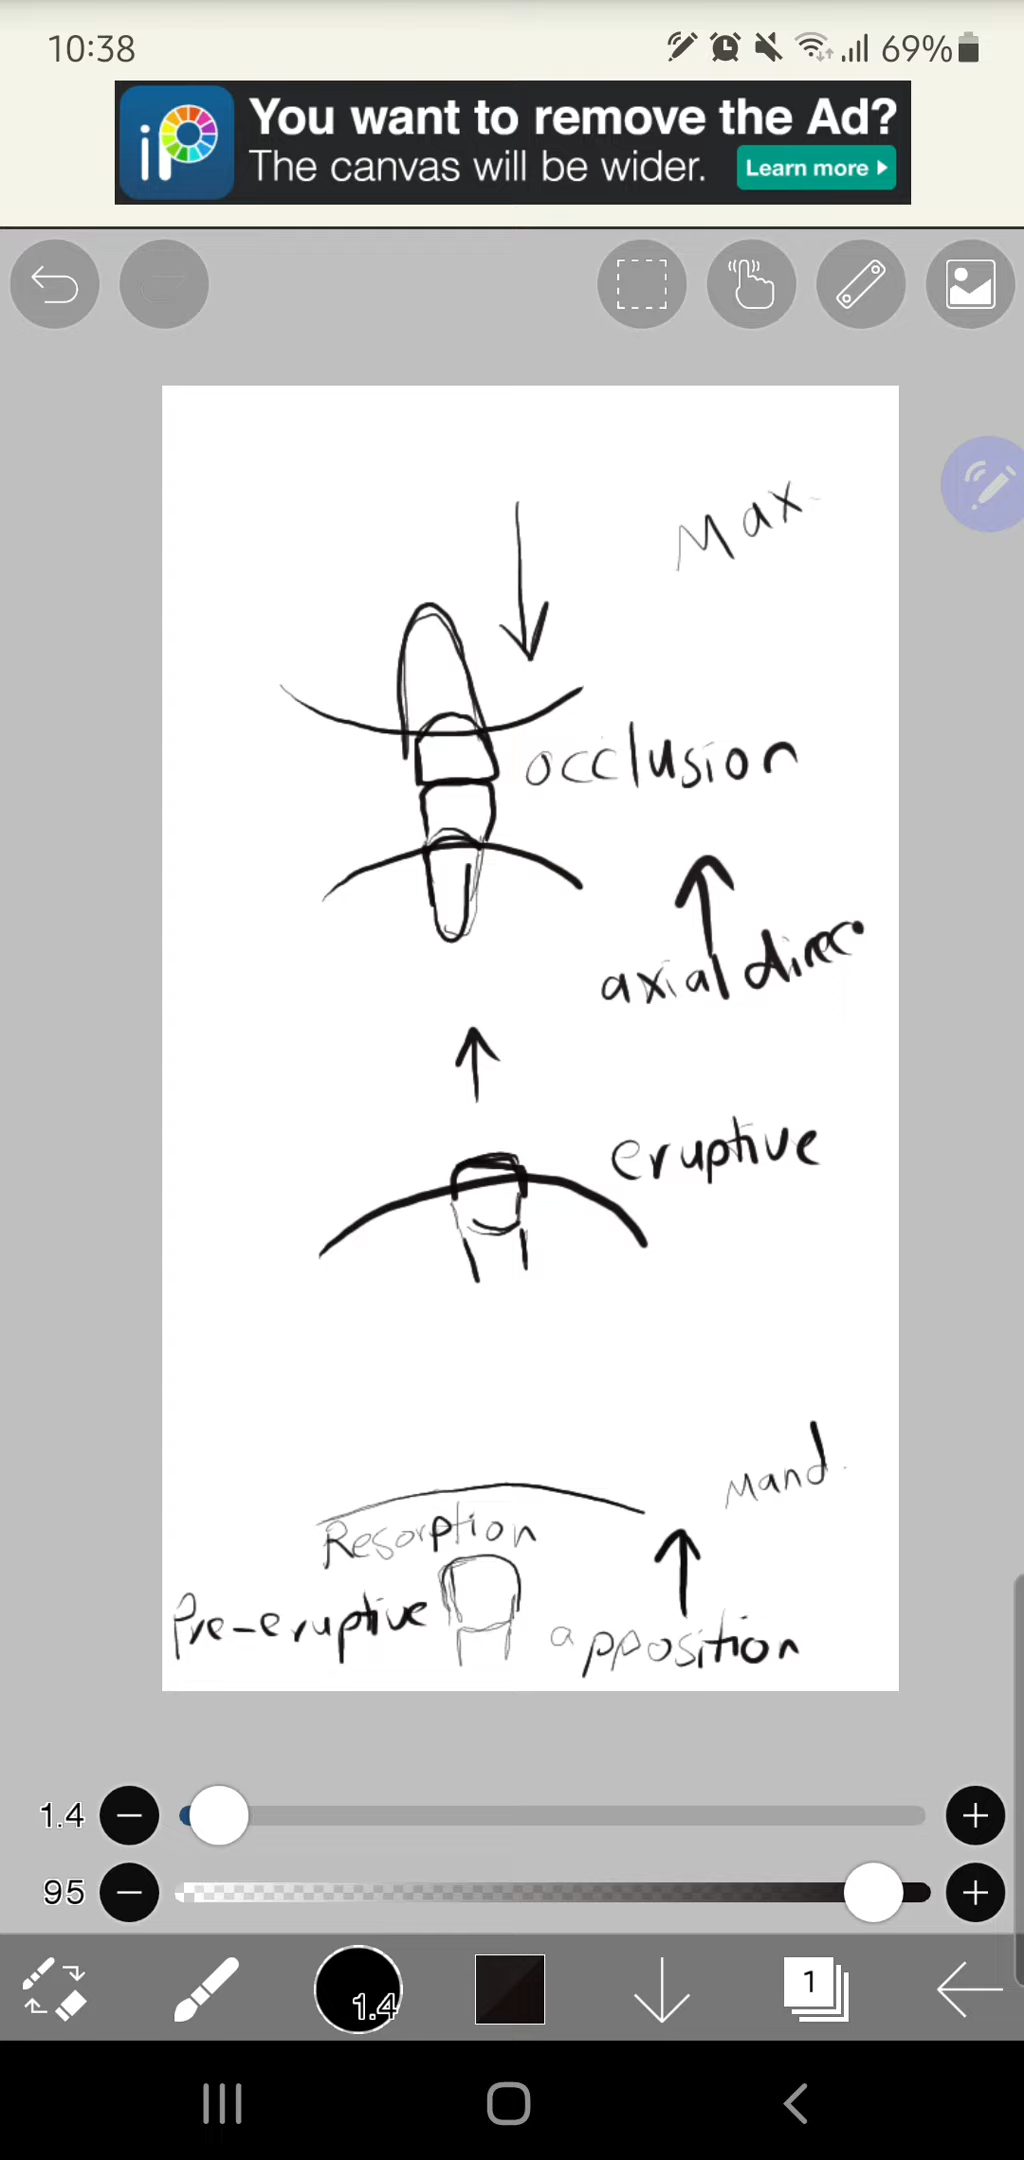 10:38
69%
iP
You want to remove the Ad?
The canvas will be wider.
Learn more
Max.
occlusion
axial direc
eruptive
Mand.
Resorption
Pre-eruptive
apposition
1.4
95
1.4
1